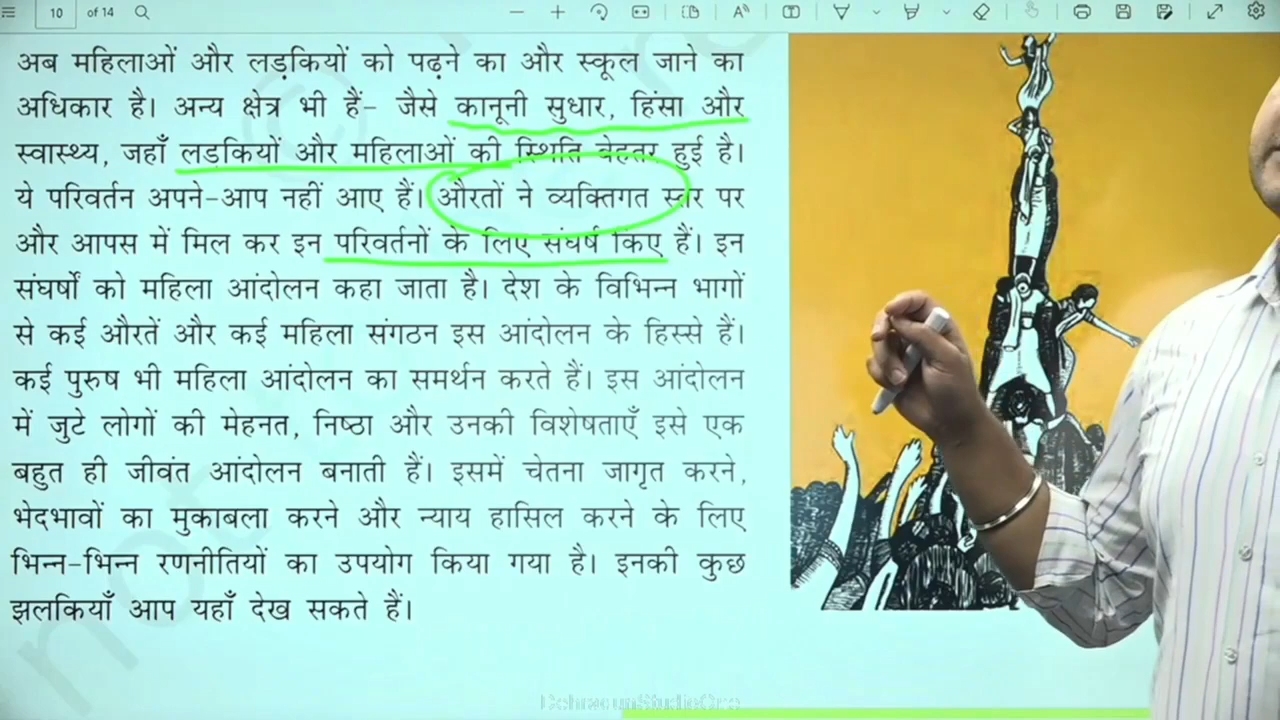 10 of 14
अब महिलाओं और लड़कियों को पढ़ने का और स्कूल जाने का
अधिकार है। अन्य क्षेत्र भी हैं- जैसे कानूनी सुधार, हिंसा और
स्वास्थ्य, जहाँ लड़कियों और महिलाओं की स्थिति बेहतर हुई है।
ये परिवर्तन अपने-आप नहीं आए हैं। औरतों ने व्यक्तिगत स्तर पर
और आपस में मिल कर इन परिवर्तनों के लिए संघर्ष किए हैं। इन
संघर्षों को महिला आंदोलन कहा जाता है। देश के विभिन्न भागों
से कई औरतें और कई महिला संगठन इस आंदोलन के हिस्से हैं।
कई पुरुष भी महिला आंदोलन का समर्थन करते हैं। इस आंदोलन
में जुटे लोगों की मेहनत, निष्ठा और उनकी विशेषताएँ इसे एक
बहुत ही जीवंत आंदोलन बनाती हैं। इसमें चेतना जागृत करने,
भेदभावों का मुकाबला करने और न्याय हासिल करने के लिए
भिन्न-भिन्न रणनीतियों का उपयोग किया गया है। इनकी कुछ
झलकियाँ आप यहाँ देख सकते हैं।